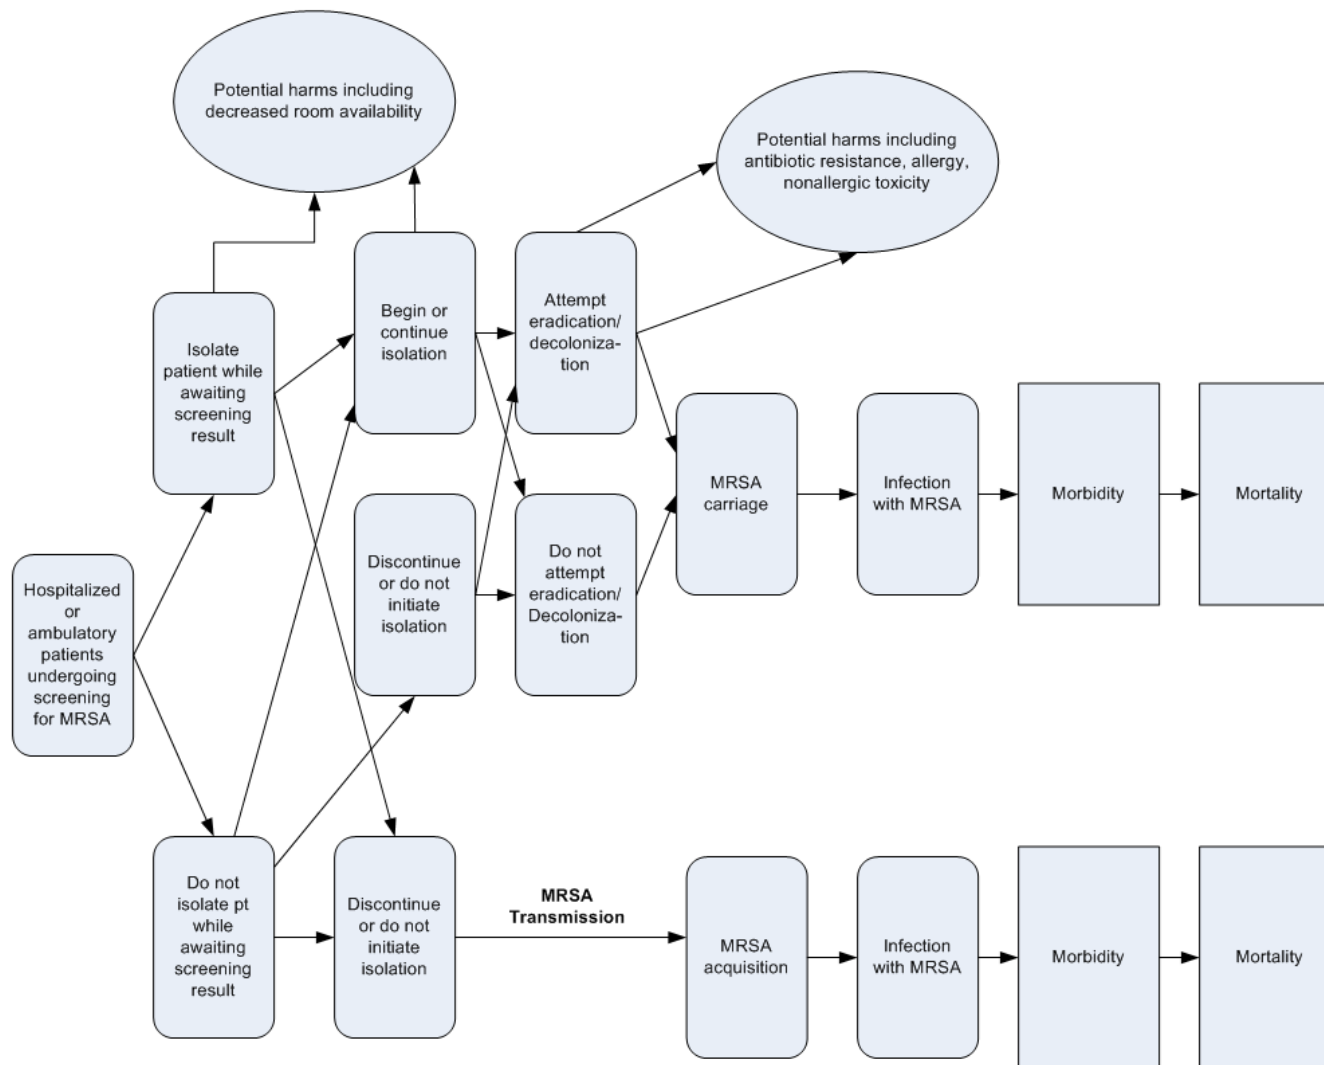 Potential harms including
decreased room availability
Potential harms including
antibiotic resistance, allergy,
nonallergic toxicity
Isolate
patient while
awaiting
screening
result
Begin or
continue
isolation
Attempt
eradication/
decoloniza-
tion
Hospitalized
or
ambulatory
patients
undergoing
screening
for MRSA
Discontinue
or do not
initiate
isolation
Do not
attempt
eradication/
Decoloniza-
tion
MRSA
carriage
Infection
with MRSA
Morbidity
Mortality
Do not
isolate pt
while
awaiting
screening
result
Discontinue
or do not
initiate
isolation
MRSA
Transmission
MRSA
acquisition
Infection
with MRSA
Morbidity
Mortality